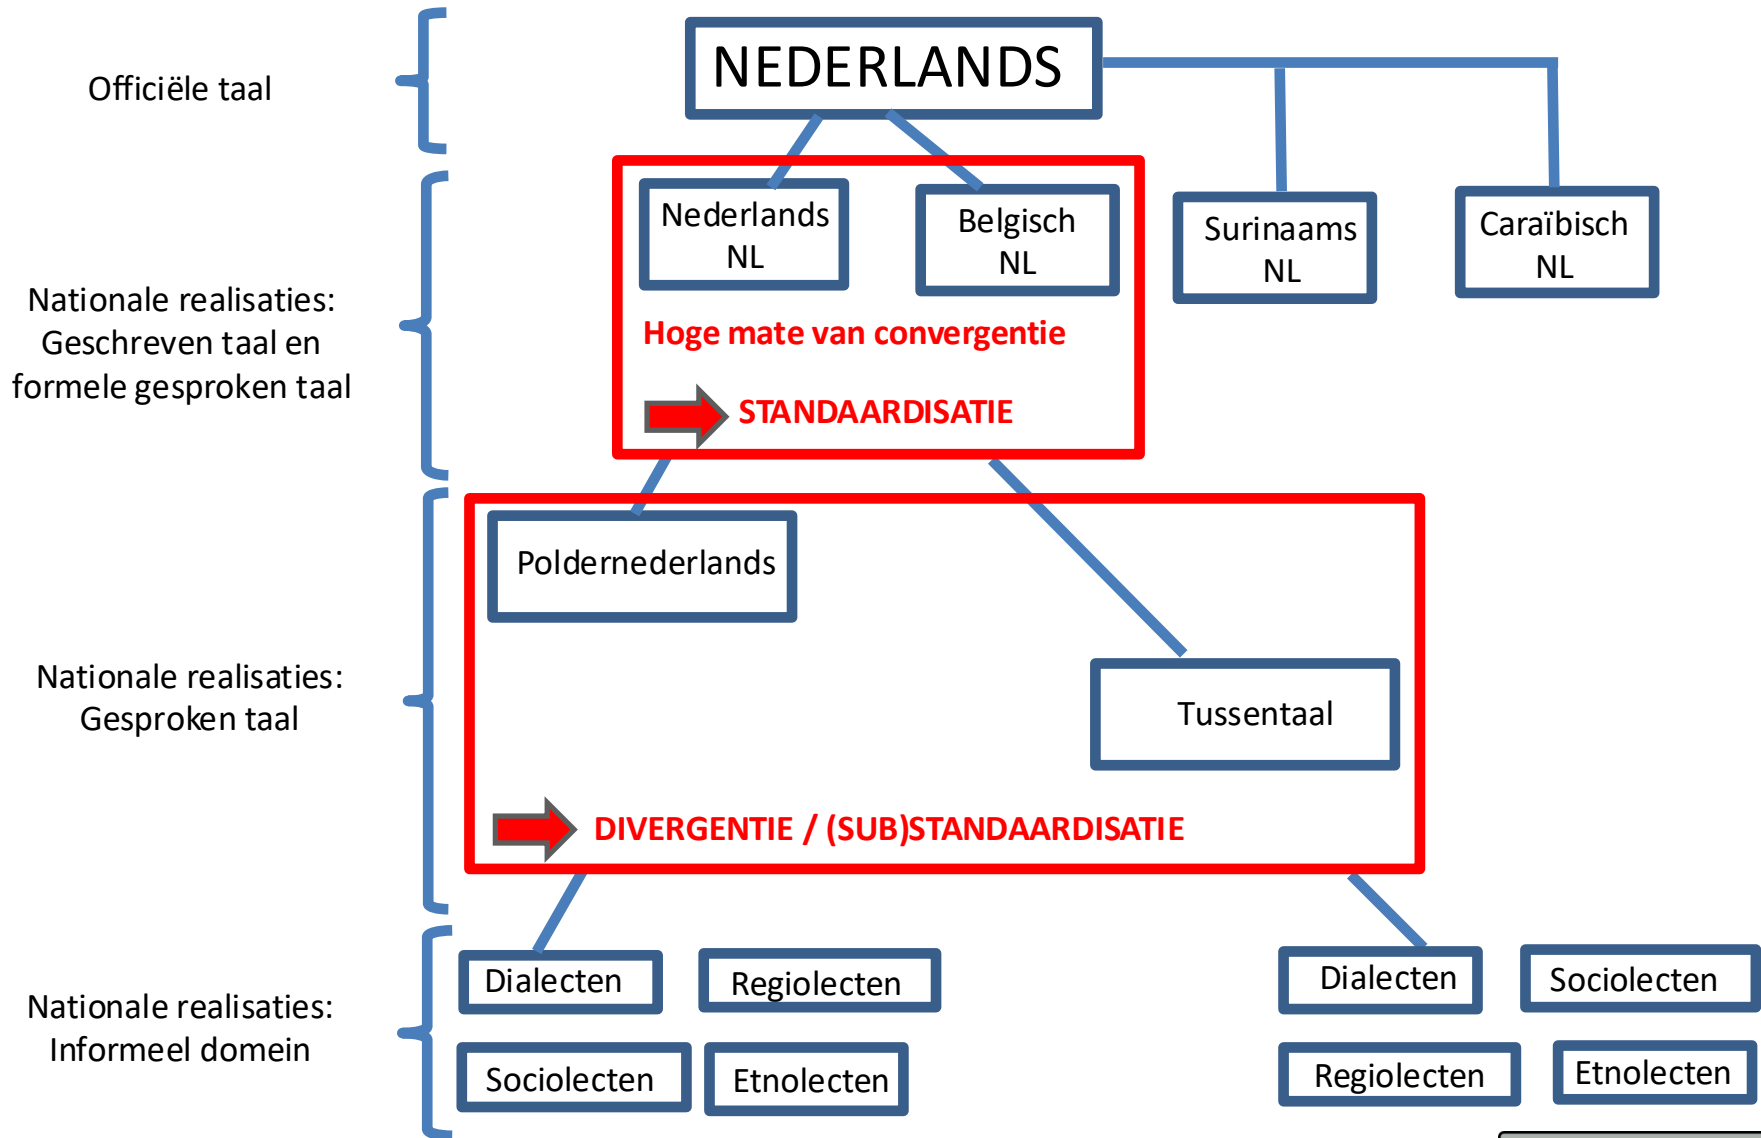 Officiële taal
NEDERLANDS
Nationale realisaties:
Geschreven taal en
formele gesproken taal
Nederlands
NL
Belgisch
NL
Surinaams
NL
Caraïbisch
NL
Hoge mate van convergentie
STANDAARDISATIE
Nationale realisaties:
Gesproken taal
Poldernederlands
Tussentaal
DIVERGENTIE / (SUB)STANDAARDISATIE
Nationale realisaties:
Informeel domein
Dialecten
Regiolecten
Sociolecten
Etnolecten
Dialecten
Sociolecten
Regiolecten
Etnolecten